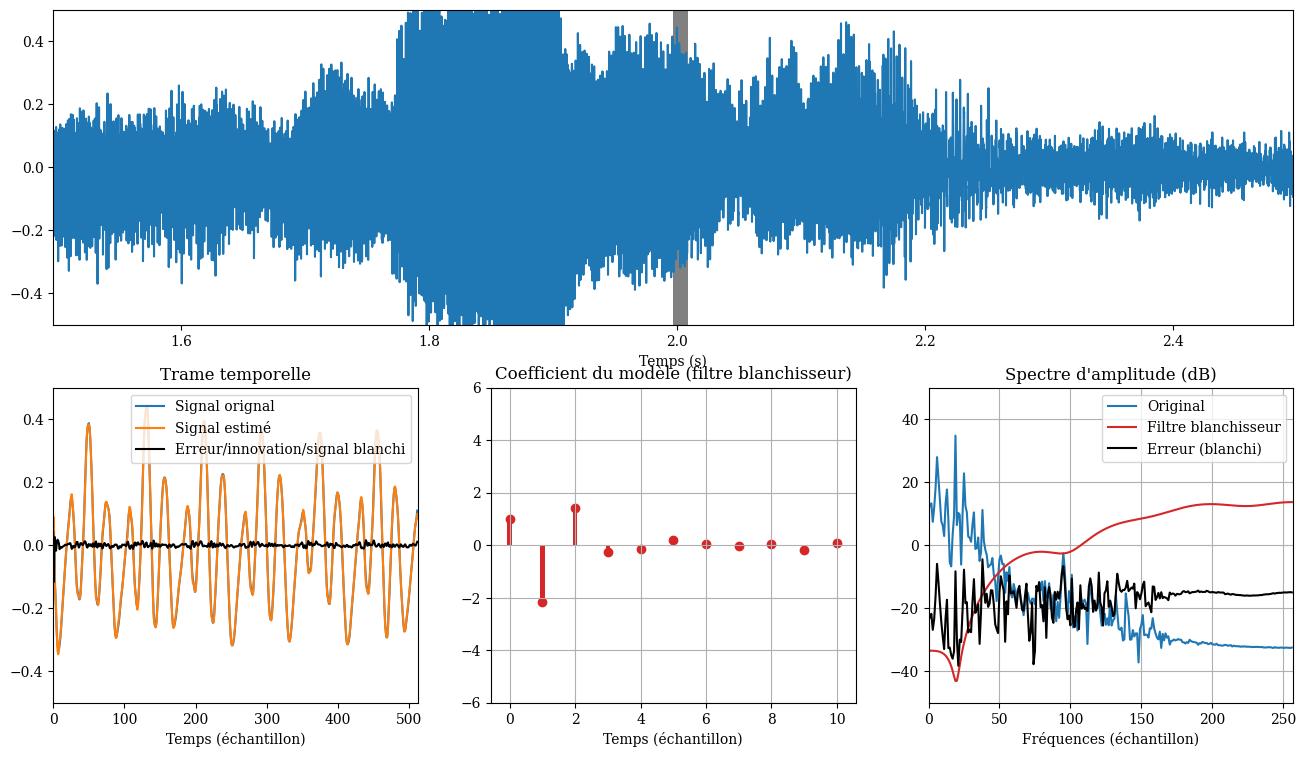 0.4
0.2
0.0
−0.2
−0.4
1.6 1.8 2.0 2.2 2.4
Temps (s)
Trame temporelle
Signal orignal
Signal estimé
Erreur/innovation/signal blanchi
0.4
0.2
0.0
−0.2
−0.4
0 100 200 300 400 500
Temps (échantillon)
Coefficient du modèle (filtre blanchisseur)
6
4
2
0
−2
−4
−6
0 2 4 6 8 10
Temps (échantillon)
Spectre d'amplitude (dB)
Original
Filtre blanchisseur
Erreur (blanchi)
40
20
0
−20
−40
0 50 100 150 200 250
Fréquences (échantillon)